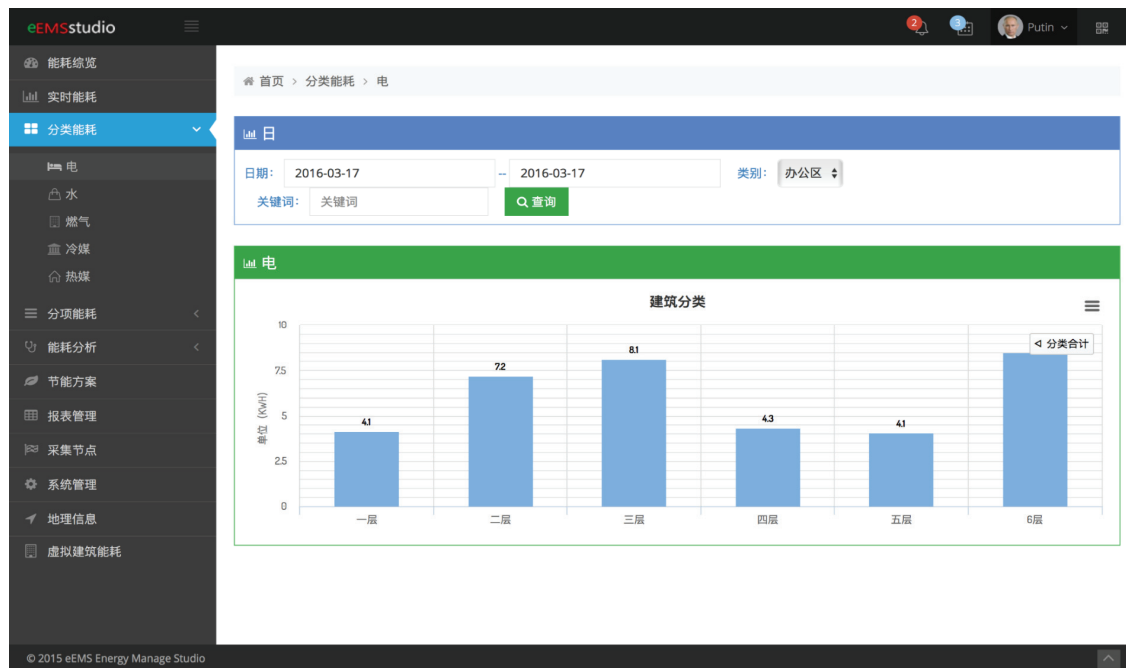 eEMSstudio
2
3
Putin
能耗综览
实时能耗
分类能耗
电
水
燃气
冷媒
热媒
分项能耗
能耗分析
节能方案
报表管理
采集节点
系统管理
地理信息
虚拟建筑能耗
首页 > 分类能耗 > 电
日
日期: 2016-03-17 -- 2016-03-17 类别: 办公区
关键词: 关键词 查询
电
建筑分类
分类合计
单位 (KWH)
10
7.5
5
2.5
0
4.1
7.2
8.1
4.3
4.1
一层 二层 三层 四层 五层 6层
© 2015 eEMS Energy Manage Studio